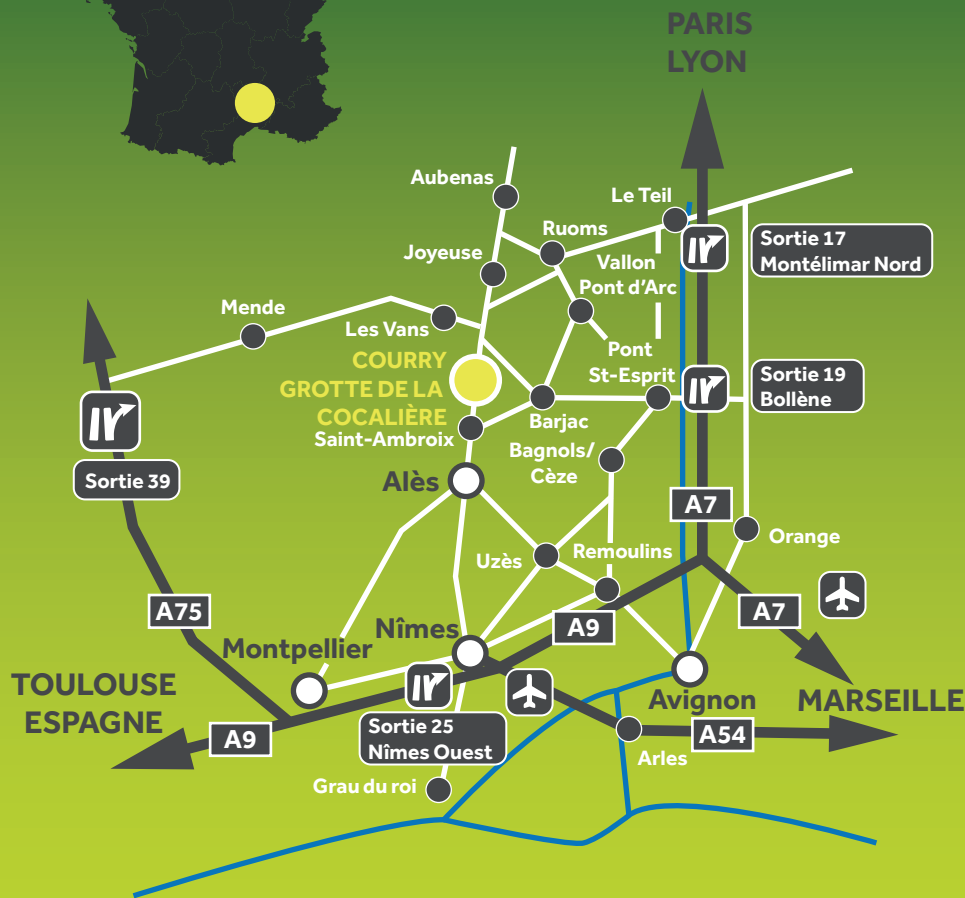 PARIS
LYON
Aubenas
Le Teil
Ruoms
Sortie 17
Montélimar Nord
Joyeuse
Vallon
Pont d'Arc
Mende
Les Vans
COURRY
GROTTE DE LA
COCALIÈRE
Pont
St-Esprit
Sortie 19
Bollène
Saint-Ambroix
Barjac
Bagnols/
Cèze
Alès
Sortie 39
A7
Orange
Uzès
Remoulins
A75
A9
A7
Nîmes
Montpellier
TOULOUSE
ESPAGNE
Avignon
MARSEILLE
Sortie 25
Nîmes Ouest
A9
A54
Arles
Grau du roi